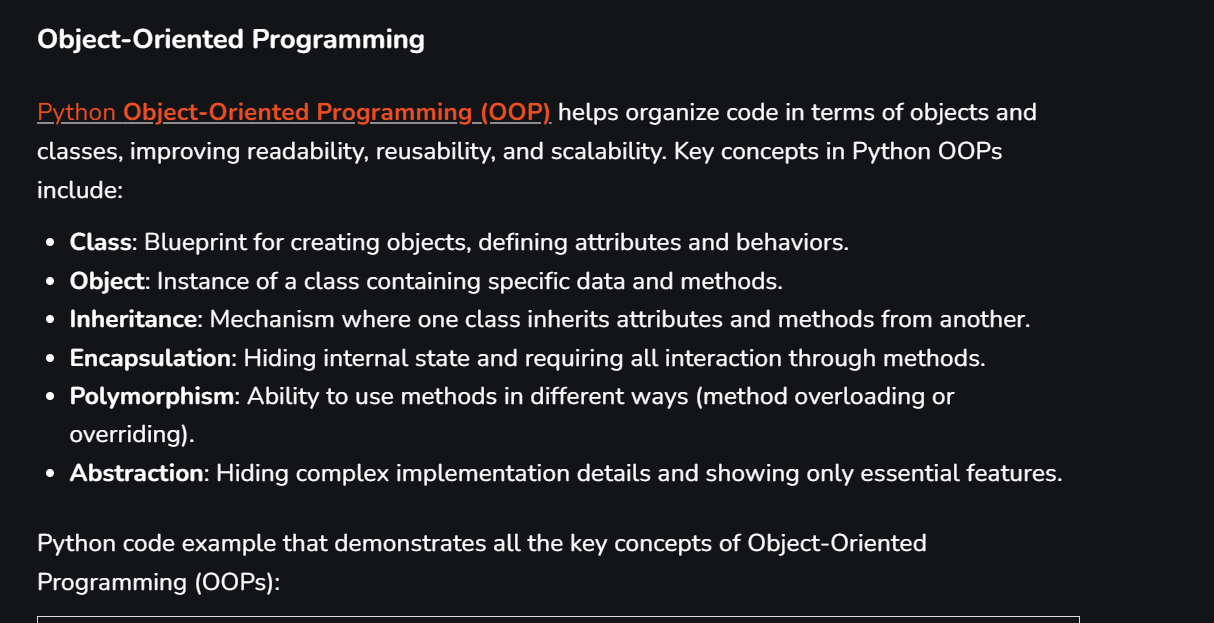 Object-Oriented Programming
Python Object-Oriented Programming (OOP) helps organize code in terms of objects and
classes, improving readability, reusability, and scalability. Key concepts in Python OOPs
include:
• Class: Blueprint for creating objects, defining attributes and behaviors.
• Object: Instance of a class containing specific data and methods.
• Inheritance: Mechanism where one class inherits attributes and methods from another.
• Encapsulation: Hiding internal state and requiring all interaction through methods.
• Polymorphism: Ability to use methods in different ways (method overloading or
overriding).
• Abstraction: Hiding complex implementation details and showing only essential features.
Python code example that demonstrates all the key concepts of Object-Oriented
Programming (OOPs):